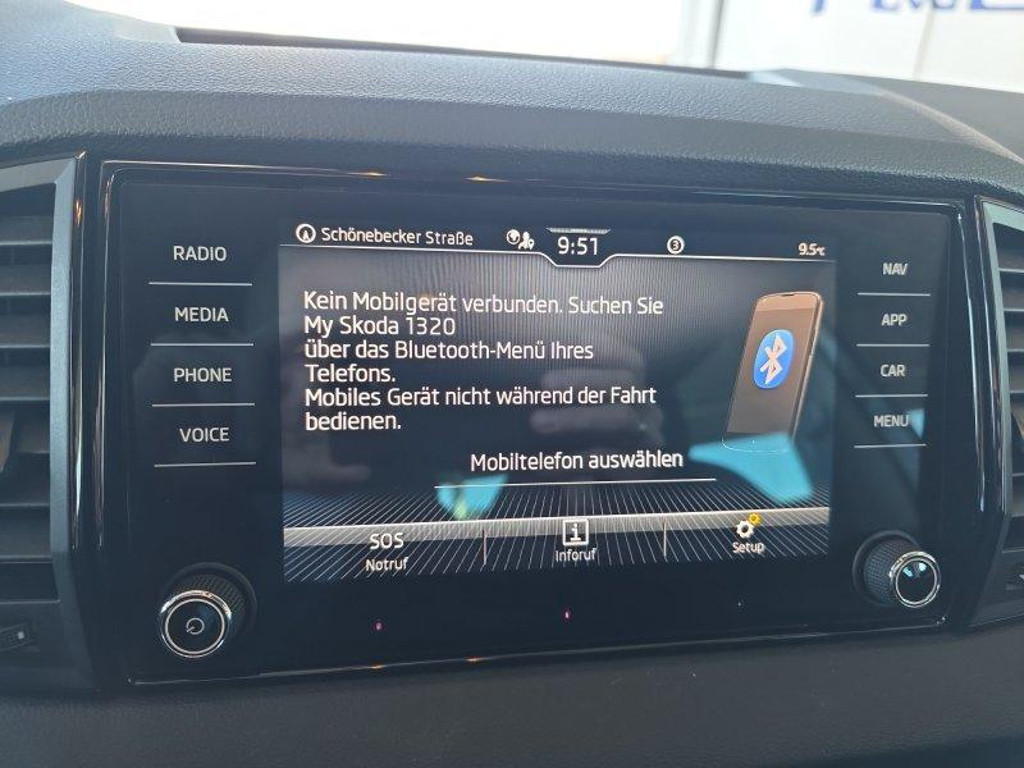 Schönebecker Straße 9:51 3 9.5°C
RADIO
MEDIA
PHONE
VOICE
Kein Mobilgerät verbunden. Suchen Sie
My Skoda 1320
über das Bluetooth-Menü Ihres
Telefons.
Mobiles Gerät nicht während der Fahrt
bedienen.
Mobiltelefon auswählen
SOS
Notruf
i
Inforuf
Setup
NAV
APP
CAR
MENU